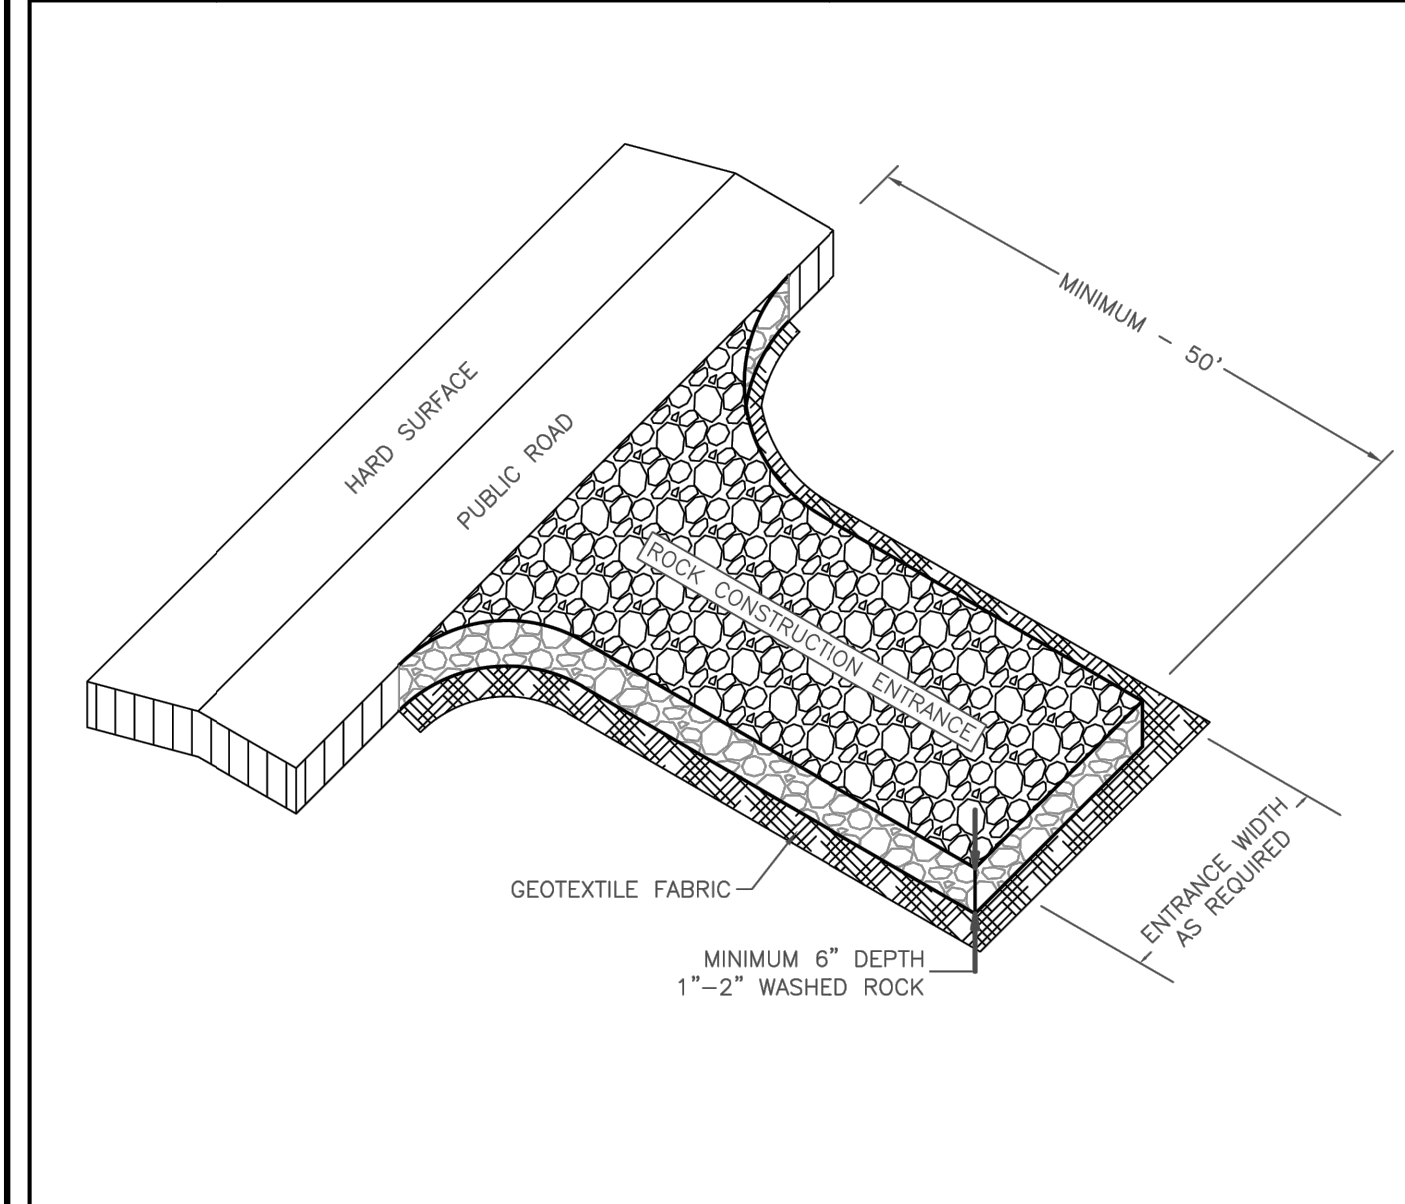 MINIMUM - 50'
HARD SURFACE
PUBLIC ROAD
ROCK CONSTRUCTION ENTRANCE
ENTRANCE WIDTH
AS REQUIRED
GEOTEXTILE FABRIC
MINIMUM 6” DEPTH
1”-2” WASHED ROCK